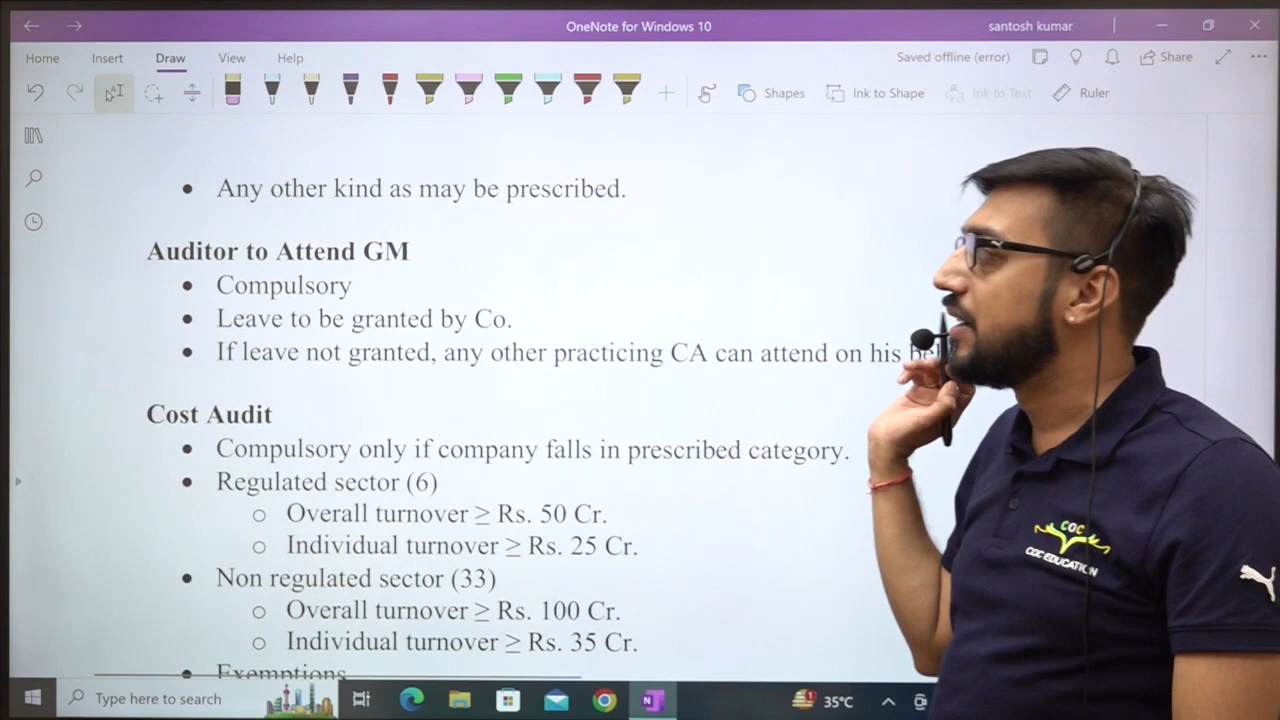 OneNote for Windows 10
santosh kumar
Home Insert Draw View Help
Saved offline (error)
Share
Shapes
Ink to Shape
Ink to Text
Ruler
• Any other kind as may be prescribed.
Auditor to Attend GM
• Compulsory
• Leave to be granted by Co.
• If leave not granted, any other practicing CA can attend on his
Cost Audit
• Compulsory only if company falls in prescribed category.
• Regulated sector (6)
○ Overall turnover ≥ Rs. 50 Cr.
○ Individual turnover ≥ Rs. 25 Cr.
• Non regulated sector (33)
○ Overall turnover ≥ Rs. 100 Cr.
○ Individual turnover ≥ Rs. 35 Cr.
• Exemptions
COC
COC EDUCATION
Type here to search
1
35°C